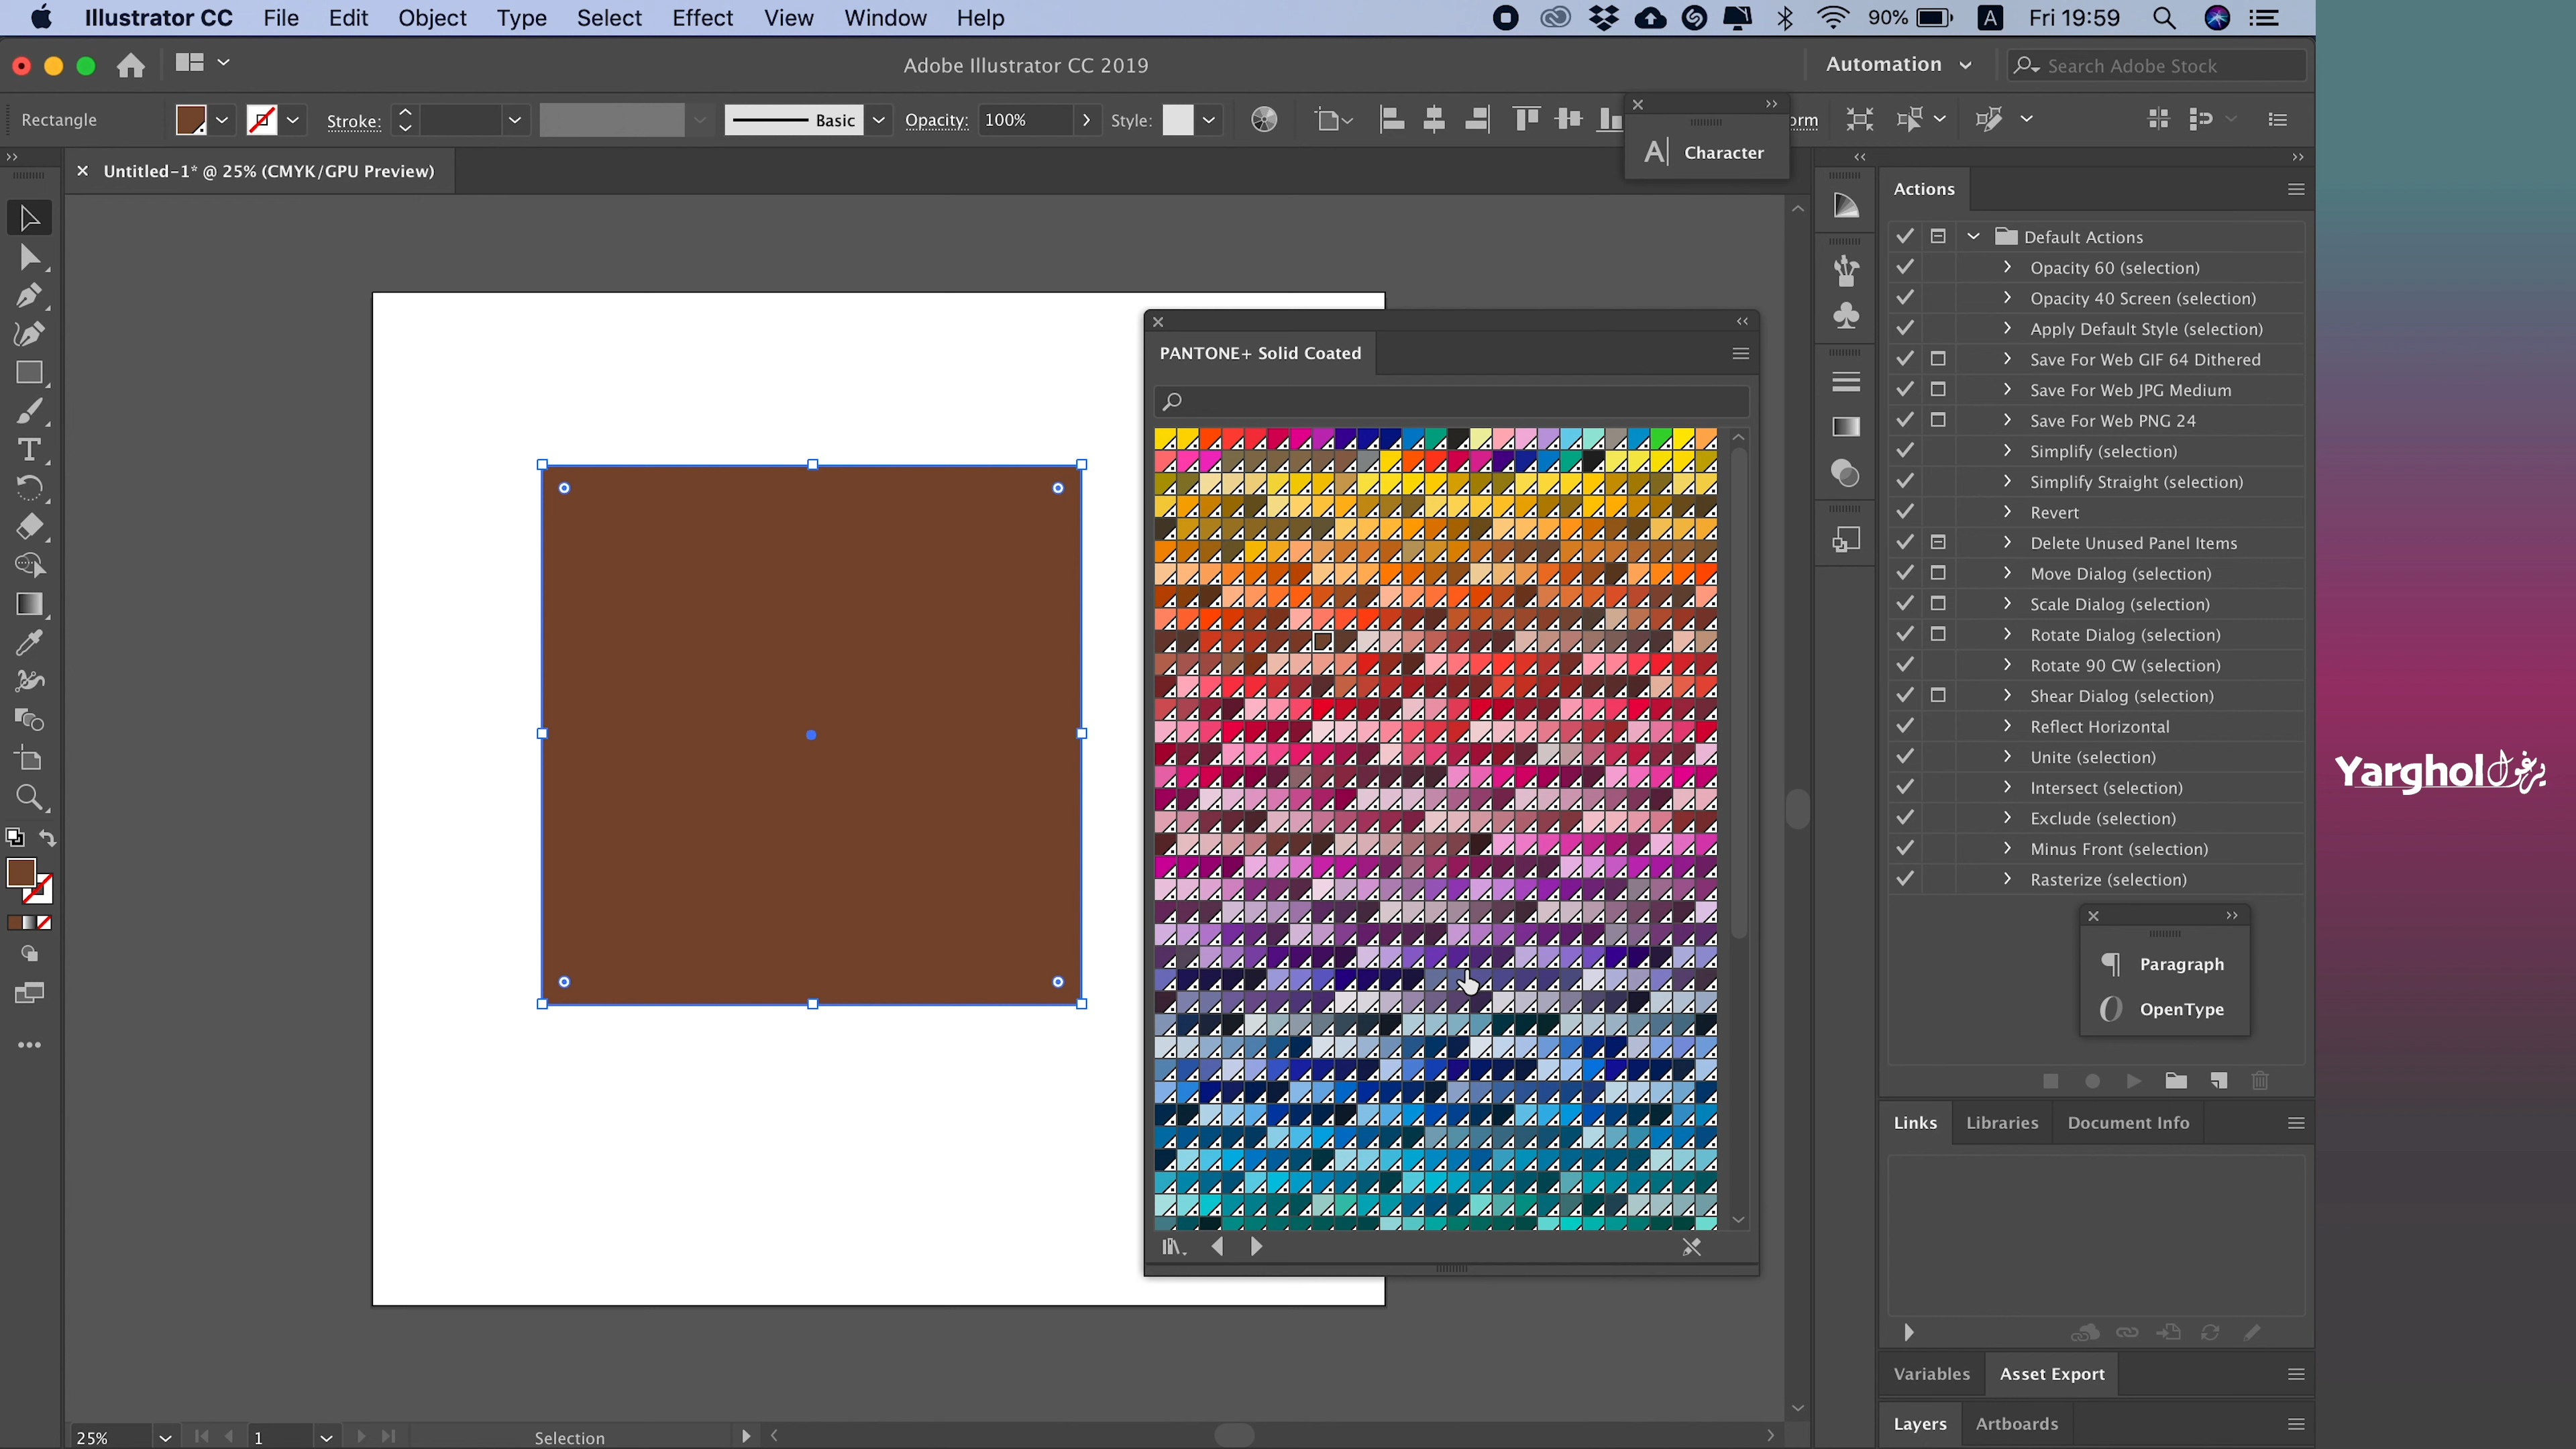 Illustrator CC File Edit Object Type Select Effect View Window Help 90% A Fri 19:59
Adobe Illustrator CC 2019 Automation Search Adobe Stock
Rectangle Stroke: Basic Opacity: 100% Style: orm
A Character
Untitled-1* @ 25% (CMYK/GPU Preview)
Actions
Default Actions
Opacity 60 (selection)
Opacity 40 Screen (selection)
Apply Default Style (selection)
Save For Web GIF 64 Dithered
Save For Web JPG Medium
Save For Web PNG 24
Simplify (selection)
Simplify Straight (selection)
Revert
Delete Unused Panel Items
Move Dialog (selection)
Scale Dialog (selection)
Rotate Dialog (selection)
Rotate 90 CW (selection)
Shear Dialog (selection)
Reflect Horizontal
Unite (selection)
Intersect (selection)
Exclude (selection)
Minus Front (selection)
Rasterize (selection)
PANTONE+ Solid Coated
Paragraph
OpenType
Links Libraries Document Info
Variables Asset Export
Layers Artboards
25% 1 Selection
Yarghol يرغول